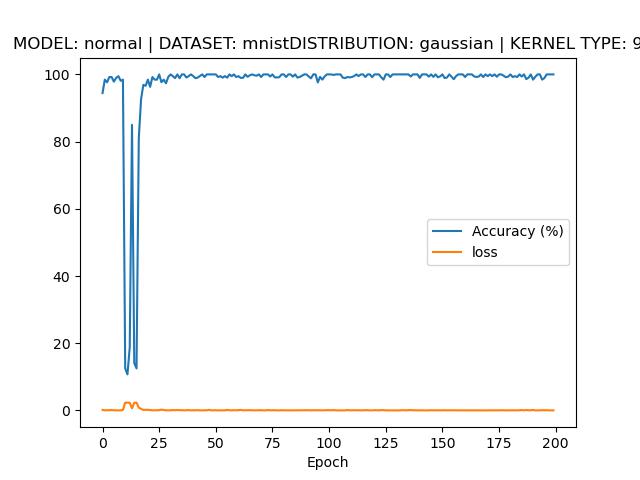 MODEL: normal | DATASET: mnistDISTRIBUTION: gaussian | KERNEL TYPE: 9
100
80
60
40
20
0
Accuracy (%)
loss
0 25 50 75 100 125 150 175 200
Epoch